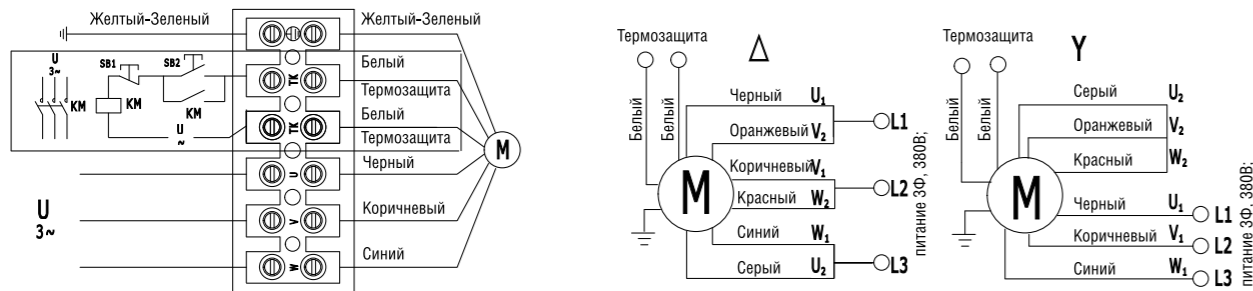 Желтый-Зеленый
Желтый-Зеленый
U
3~
KM
SB1
SB2
KM
KM
U
~
TK
Белый
Термозащита
TK
Белый
Термозащита
U
Черный
V
Коричневый
W
Синий
M
U
3~
Термозащита
Δ
Белый
Белый
Черный U₁
Оранжевый V₂
L1
Коричневый V₁
Красный W₂
L2
Синий W₁
Серый U₂
L3
M
питание 3Ф, 380В;
Термозащита
Y
Белый
Белый
Серый U₂
Оранжевый V₂
Красный W₂
M
Черный U₁ L1
Коричневый V₁ L2
Синий W₁ L3
питание 3Ф, 380В;